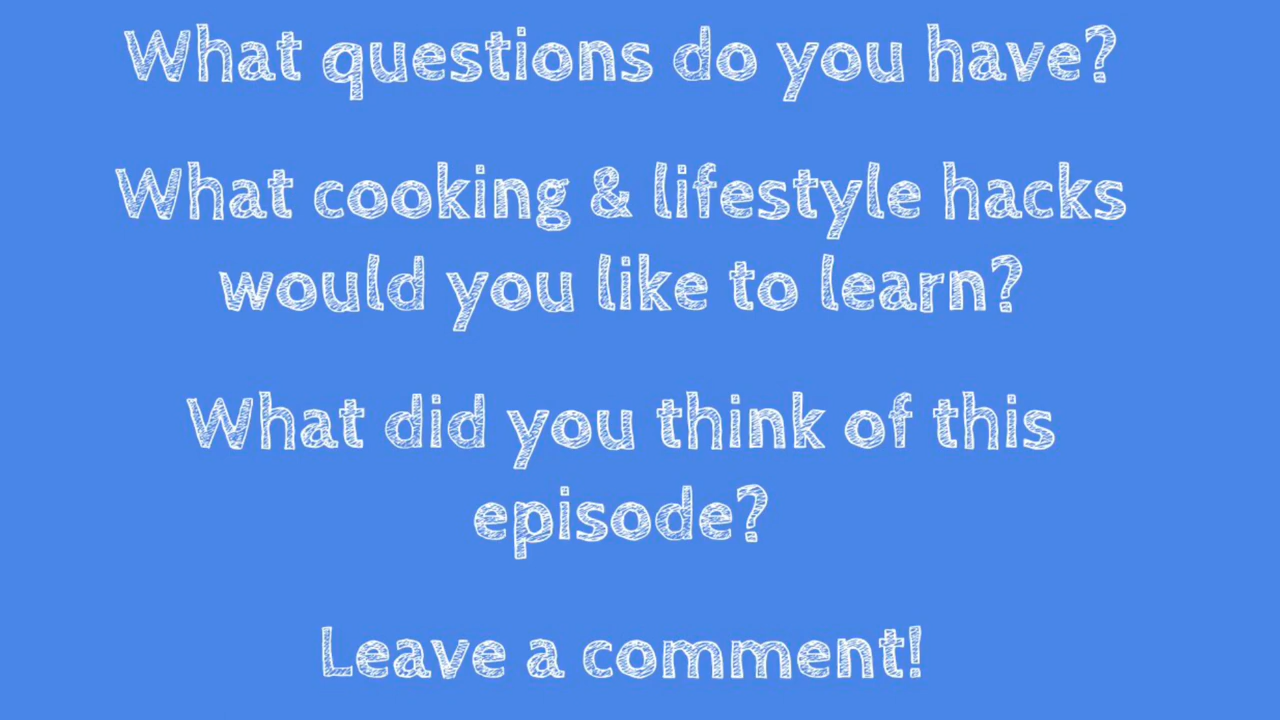 What questions do you have?
What cooking & lifestyle hacks
would you like to learn?
What did you think of this
episode?
Leave a comment!